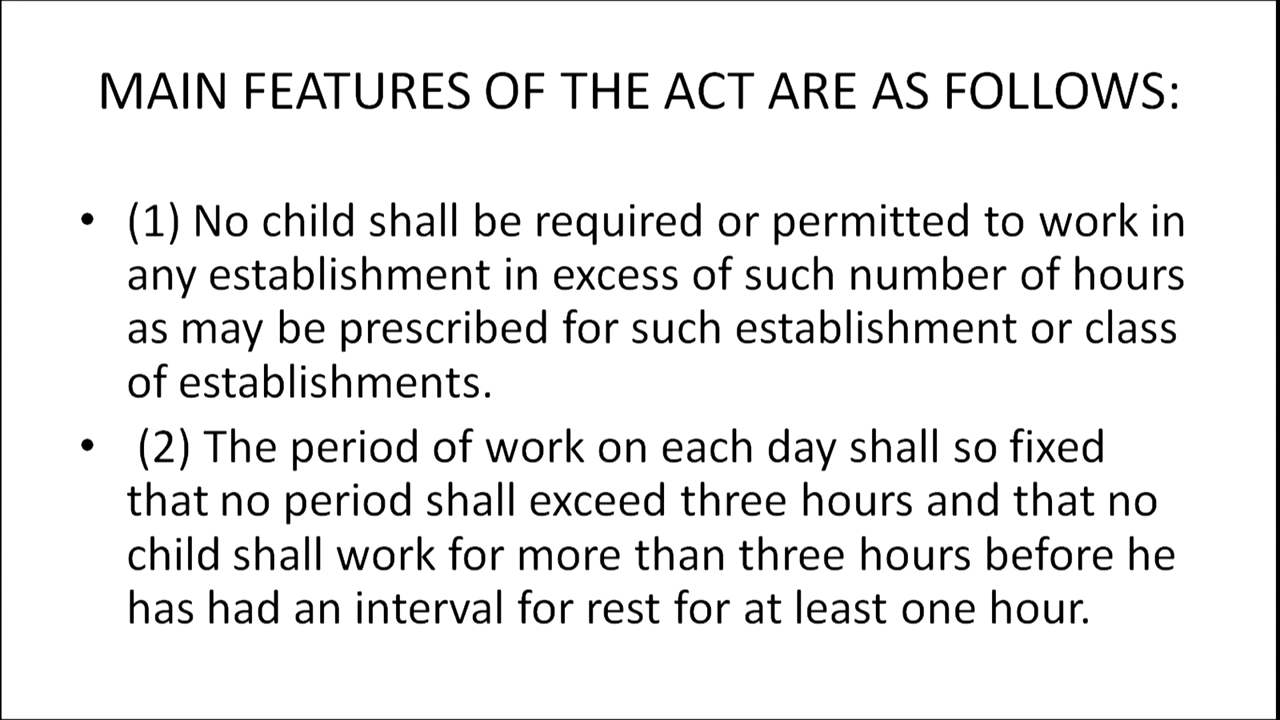 MAIN FEATURES OF THE ACT ARE AS FOLLOWS:
• (1) No child shall be required or permitted to work in
any establishment in excess of such number of hours
as may be prescribed for such establishment or class
of establishments.
• (2) The period of work on each day shall so fixed
that no period shall exceed three hours and that no
child shall work for more than three hours before he
has had an interval for rest for at least one hour.